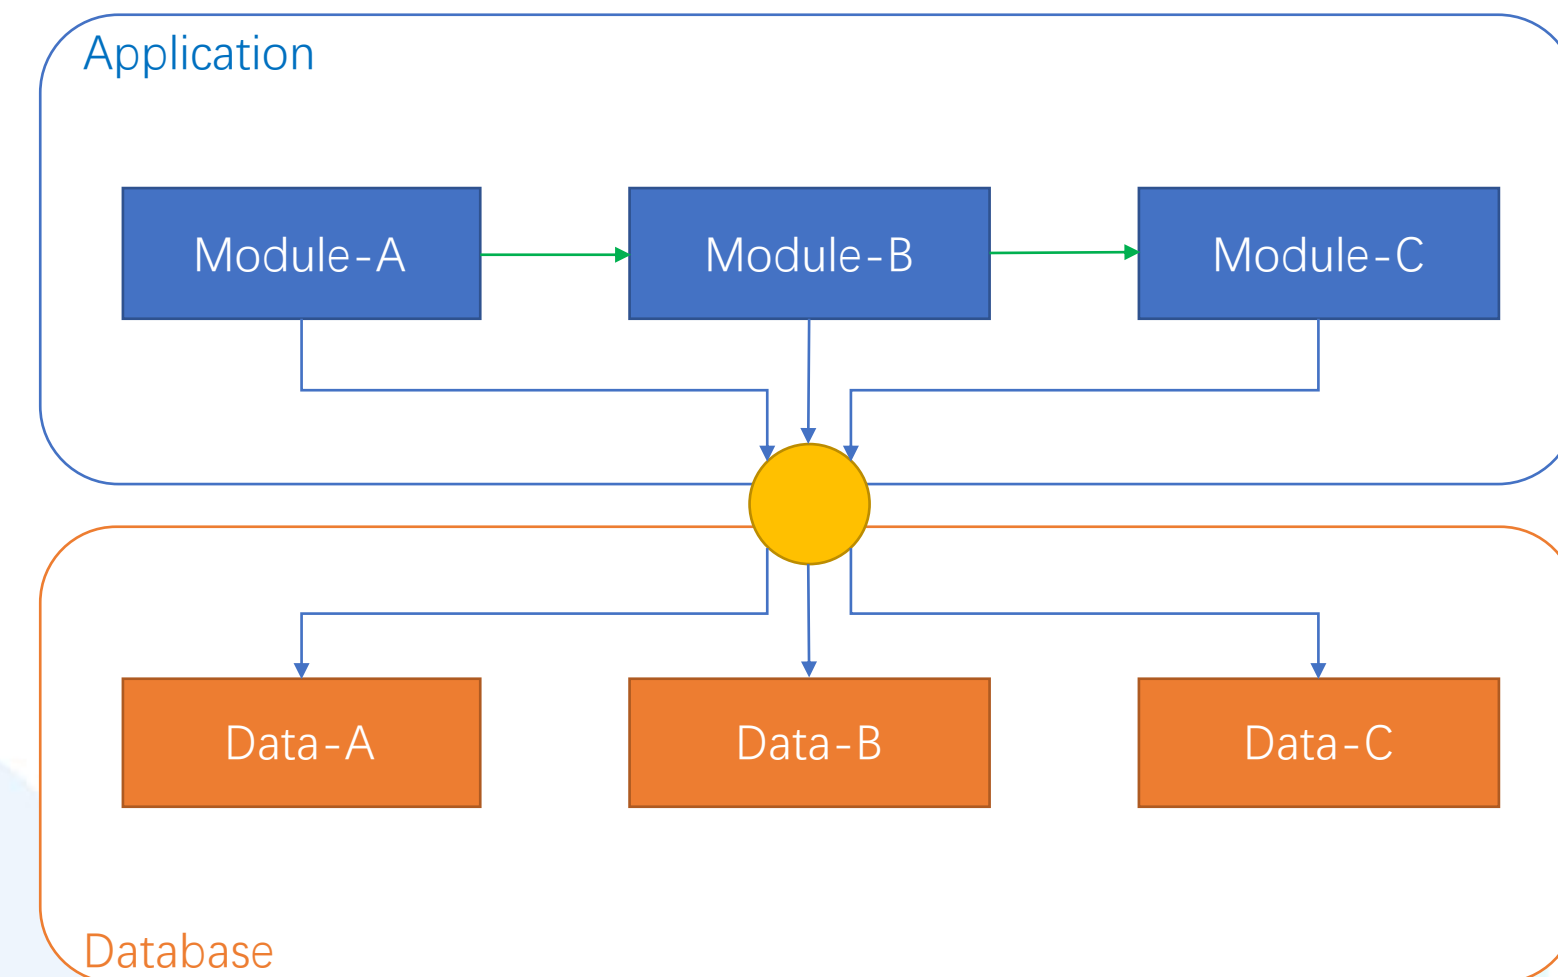 Application
Module-A
Module-B
Module-C
Data-A
Data-B
Data-C
Database